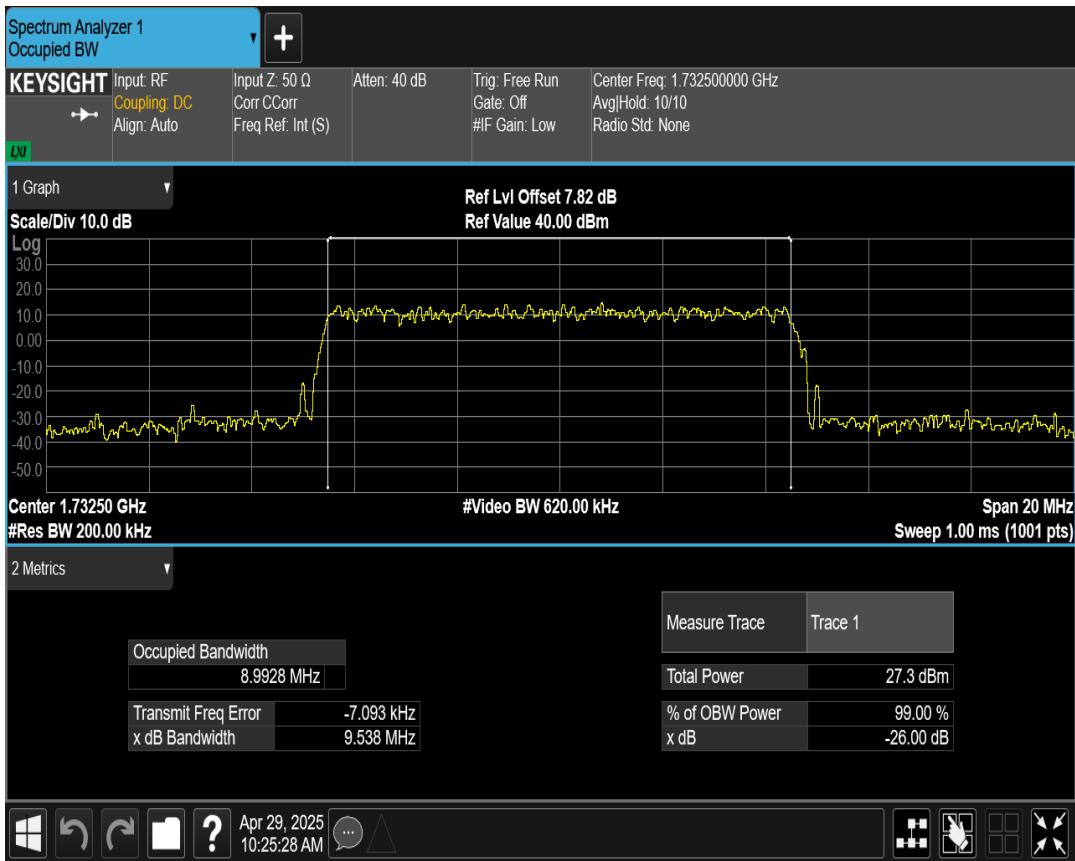 Spectrum Analyzer 1
Occupied BW
+
KEYSIGHT
LXI
Input: RF
Coupling: DC
Align: Auto
Input Z: 50 Ω
Corr CCorr
Freq Ref: Int (S)
Atten: 40 dB
Trig: Free Run
Gate: Off
#IF Gain: Low
Center Freq: 1.732500000 GHz
Avg|Hold: 10/10
Radio Std: None
1 Graph
Scale/Div 10.0 dB
Ref Lvl Offset 7.82 dB
Ref Value 40.00 dBm
Log
30.0
20.0
10.0
0.00
-10.0
-20.0
-30.0
-40.0
-50.0
Center 1.73250 GHz
#Video BW 620.00 kHz
Span 20 MHz
#Res BW 200.00 kHz
Sweep 1.00 ms (1001 pts)
2 Metrics
Measure Trace Trace 1
Occupied Bandwidth
8.9928 MHz
Total Power 27.3 dBm
Transmit Freq Error -7.093 kHz
% of OBW Power 99.00 %
x dB Bandwidth 9.538 MHz
x dB -26.00 dB
?
Apr 29, 2025
10:25:28 AM